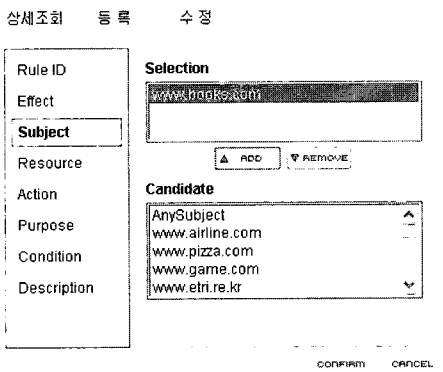 상세조회 등 록 수 정
Rule ID
Effect
Subject
Resource
Action
Purpose
Condition
Description
Selection
www.books.com
ADD REMOVE
Candidate
AnySubject
www.airline.com
www.pizza.com
www.game.com
www.etri.re.kr
CONFIRM CANCEL